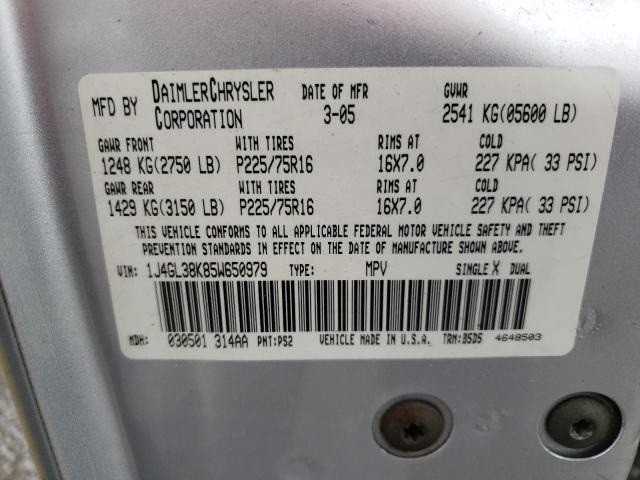 MFD BY DAIMLERCHRYSLER CORPORATION DATE OF MFR 3-05 GVWR 2541 KG(05600 LB)
GAWR FRONT WITH TIRES RIMS AT COLD
1248 KG(2750 LB) P225/75R16 16X7.0 227 KPA( 33 PSI)
GAWR REAR WITH TIRES RIMS AT COLD
1429 KG(3150 LB) P225/75R16 16X7.0 227 KPA( 33 PSI)
THIS VEHICLE CONFORMS TO ALL APPLICABLE FEDERAL MOTOR VEHICLE SAFETY AND THEFT
PREVENTION STANDARDS IN EFFECT ON THE DATE OF MANUFACTURE SHOWN ABOVE.
VIN: 1J4GL38K85W650979 TYPE: MPV SINGLE X DUAL
MDH: 030501 314AA PNT:PS2 VEHICLE MADE IN U.S.A. TRM:BSDS 4648503